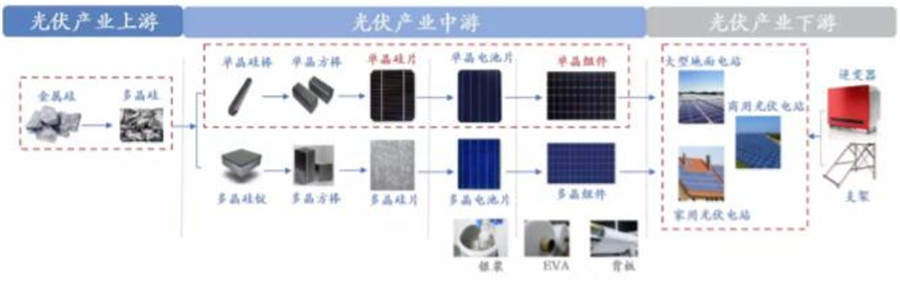 光伏产业上游
光伏产业中游
光伏产业下游
金属硅
多晶硅
单晶硅棒
单晶方棒
单晶硅片
单晶电池片
单晶组件
多晶硅锭
多晶方棒
多晶硅片
多晶电池片
多晶组件
银浆
EVA
背板
大型地面电站
商用光伏电站
家用光伏电站
逆变器
支架